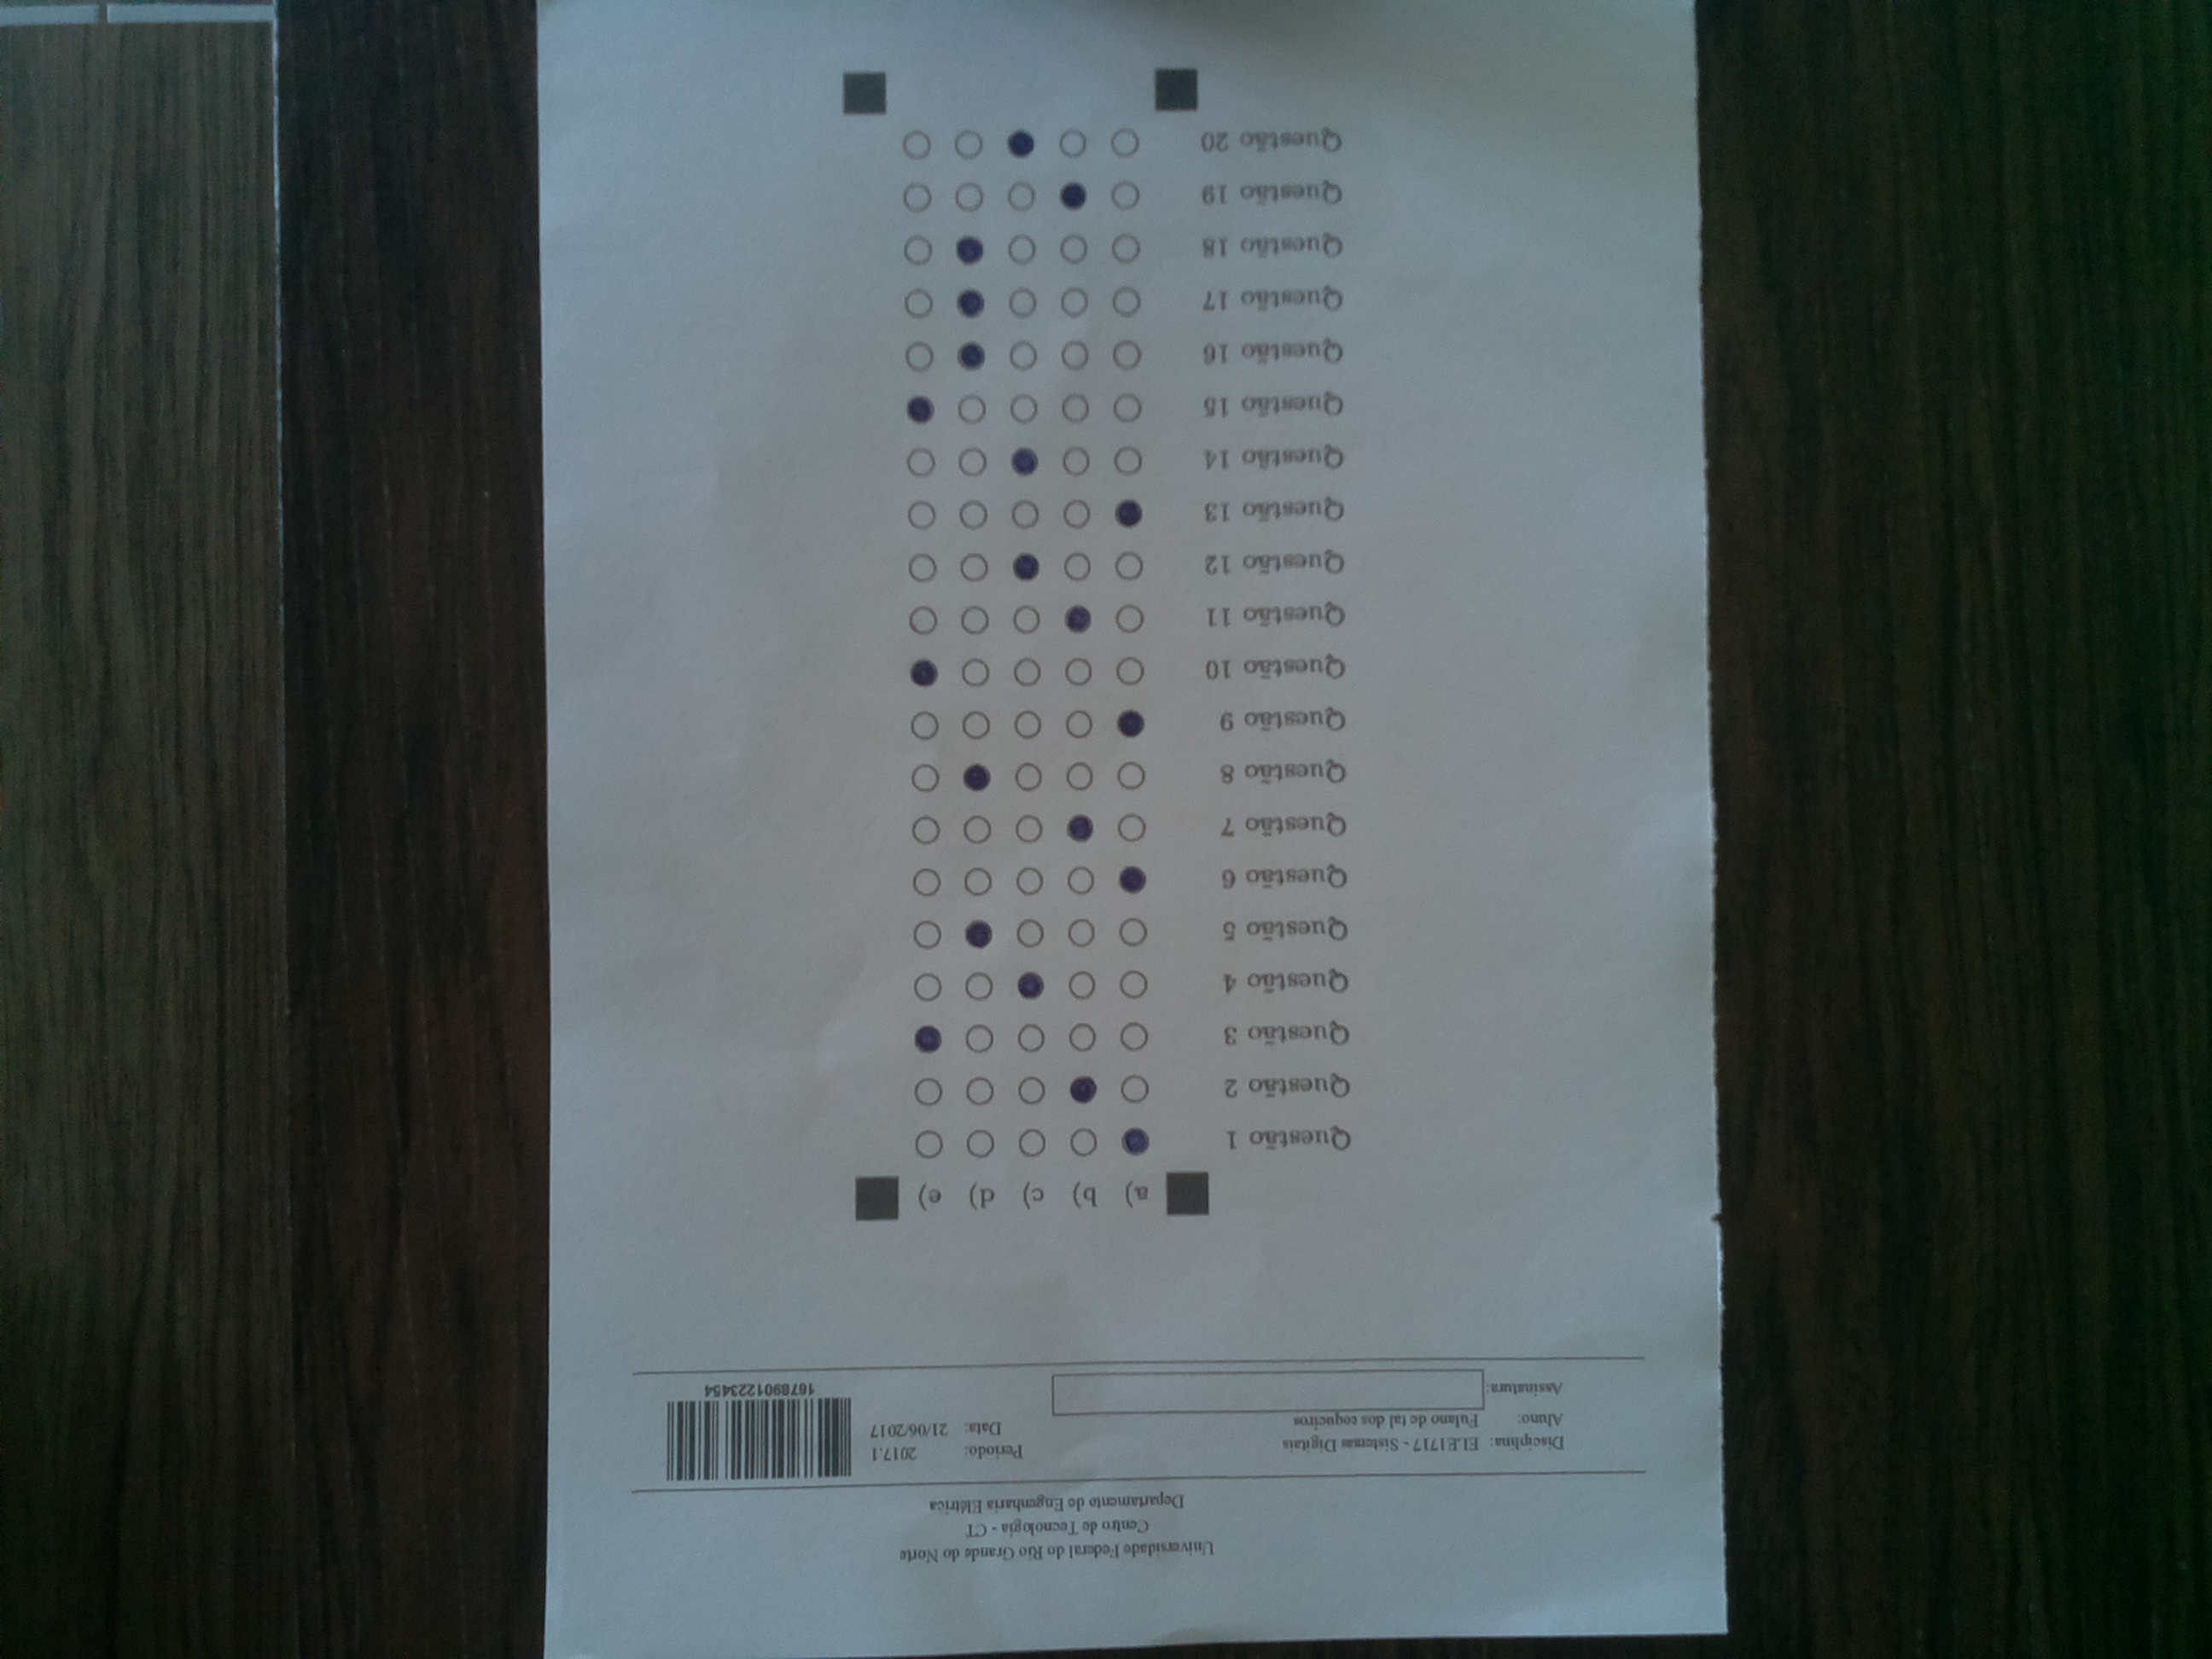 Universidade Federal do Rio Grande do Norte
Centro de Tecnologia - CT
Departamento de Engenharia Elétrica
Disciplina: ELE1717 - Sistemas Digitais
Período: 2017.1
Aluno: Fulano de tal dos coqueiros
Data: 21/06/2017
Assinatura:
1678901223454
a) b) c) d) e)
Questão 1
Questão 2
Questão 3
Questão 4
Questão 5
Questão 6
Questão 7
Questão 8
Questão 9
Questão 10
Questão 11
Questão 12
Questão 13
Questão 14
Questão 15
Questão 16
Questão 17
Questão 18
Questão 19
Questão 20